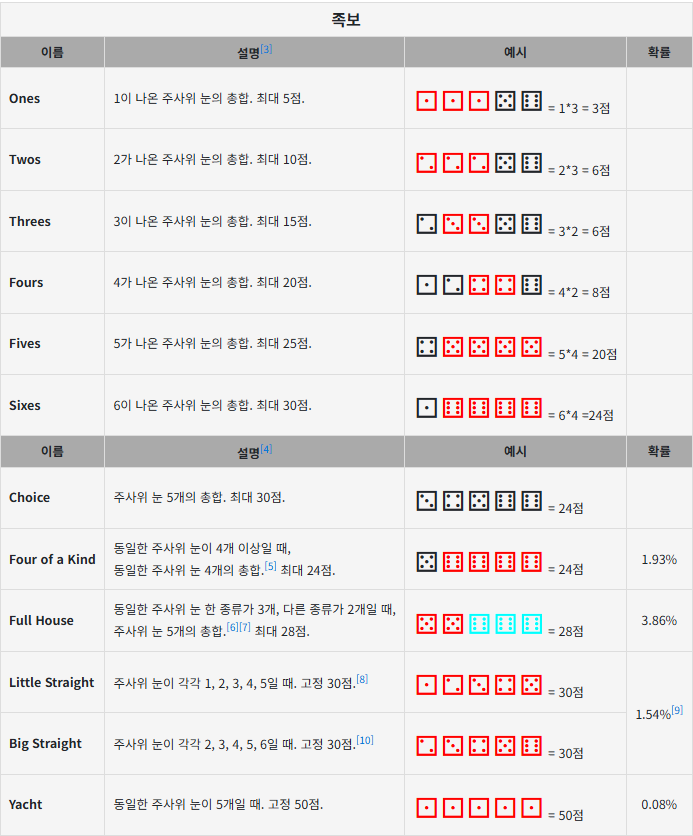 족보
이름 설명[3] 예시 확률
Ones 1이 나온 주사위 눈의 총합. 최대 5점. = 1*3 = 3점
Twos 2가 나온 주사위 눈의 총합. 최대 10점. = 2*3 = 6점
Threes 3이 나온 주사위 눈의 총합. 최대 15점. = 3*2 = 6점
Fours 4가 나온 주사위 눈의 총합. 최대 20점. = 4*2 = 8점
Fives 5가 나온 주사위 눈의 총합. 최대 25점. = 5*4 = 20점
Sixes 6이 나온 주사위 눈의 총합. 최대 30점. = 6*4 =24점
이름 설명[4] 예시 확률
Choice 주사위 눈 5개의 총합. 최대 30점. = 24점
Four of a Kind 동일한 주사위 눈이 4개 이상일 때,
동일한 주사위 눈 4개의 총합.[5] 최대 24점. = 24점 1.93%
Full House 동일한 주사위 눈 한 종류가 3개, 다른 종류가 2개일 때,
주사위 눈 5개의 총합.[6][7] 최대 28점. = 28점 3.86%
Little Straight 주사위 눈이 각각 1, 2, 3, 4, 5일 때. 고정 30점.[8] = 30점
1.54%[9]
Big Straight 주사위 눈이 각각 2, 3, 4, 5, 6일 때. 고정 30점.[10] = 30점
Yacht 동일한 주사위 눈이 5개일 때. 고정 50점. = 50점 0.08%